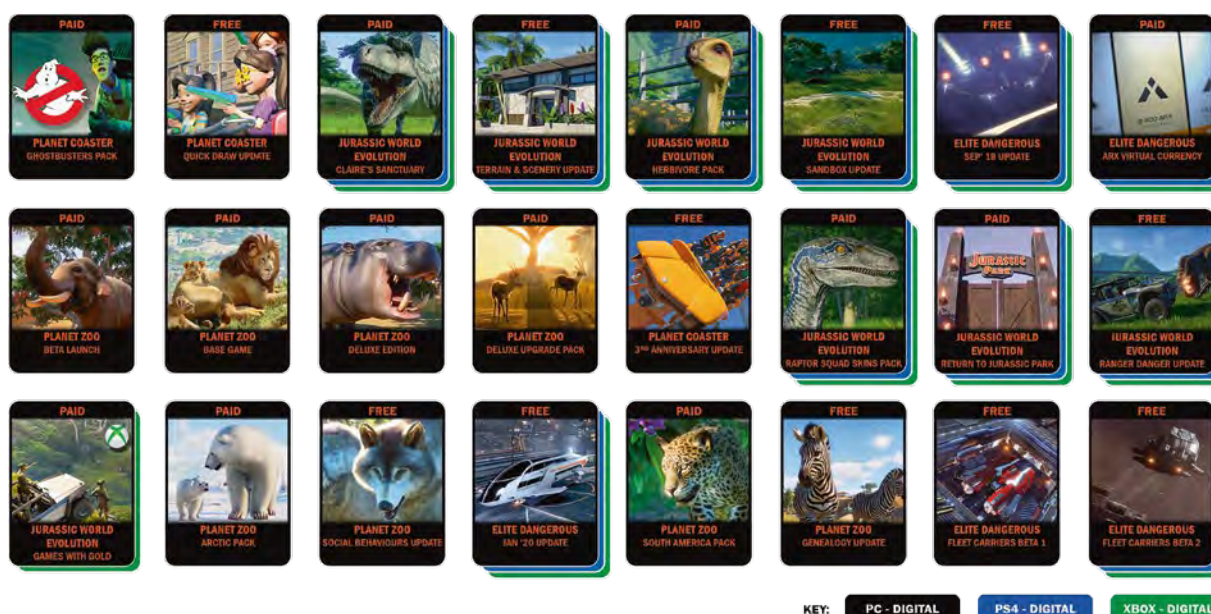 PAID
PLANET COASTER
GHOSTBUSTERS PACK
FREE
PLANET COASTER
QUICK DRAW UPDATE
PAID
JURASSIC WORLD
EVOLUTION
CLAIRE'S SANCTUARY
FREE
JURASSIC WORLD
EVOLUTION
TERRAIN & SCENERY UPDATE
PAID
JURASSIC WORLD
EVOLUTION
HERBIVORE PACK
FREE
JURASSIC WORLD
EVOLUTION
SANDBOX UPDATE
FREE
ELITE DANGEROUS
SEP' 18 UPDATE
PAID
ELITE DANGEROUS
ARX VIRTUAL CURRENCY
PAID
PLANET ZOO
BETA LAUNCH
PAID
PLANET ZOO
BASE GAME
PAID
PLANET ZOO
DELUXE EDITION
PAID
PLANET ZOO
DELUXE UPGRADE PACK
FREE
PLANET COASTER
3RD ANNIVERSARY UPDATE
PAID
JURASSIC WORLD
EVOLUTION
RAPTOR SQUAD SKINS PACK
PAID
JURASSIC PARK
JURASSIC WORLD
EVOLUTION
RETURN TO JURASSIC PARK
FREE
JURASSIC WORLD
EVOLUTION
RANGER DANGER UPDATE
PAID
JURASSIC WORLD
EVOLUTION
GAMES WITH GOLD
PAID
PLANET ZOO
ARCTIC PACK
FREE
PLANET ZOO
SOCIAL BEHAVIOURS UPDATE
FREE
ELITE DANGEROUS
JAN '20 UPDATE
PAID
PLANET ZOO
SOUTH AMERICA PACK
FREE
PLANET ZOO
GENEALOGY UPDATE
FREE
ELITE DANGEROUS
FLEET CARRIERS BETA 1
FREE
ELITE DANGEROUS
FLEET CARRIERS BETA 2
KEY:
PC - DIGITAL
PS4 - DIGITAL
XBOX - DIGITAL